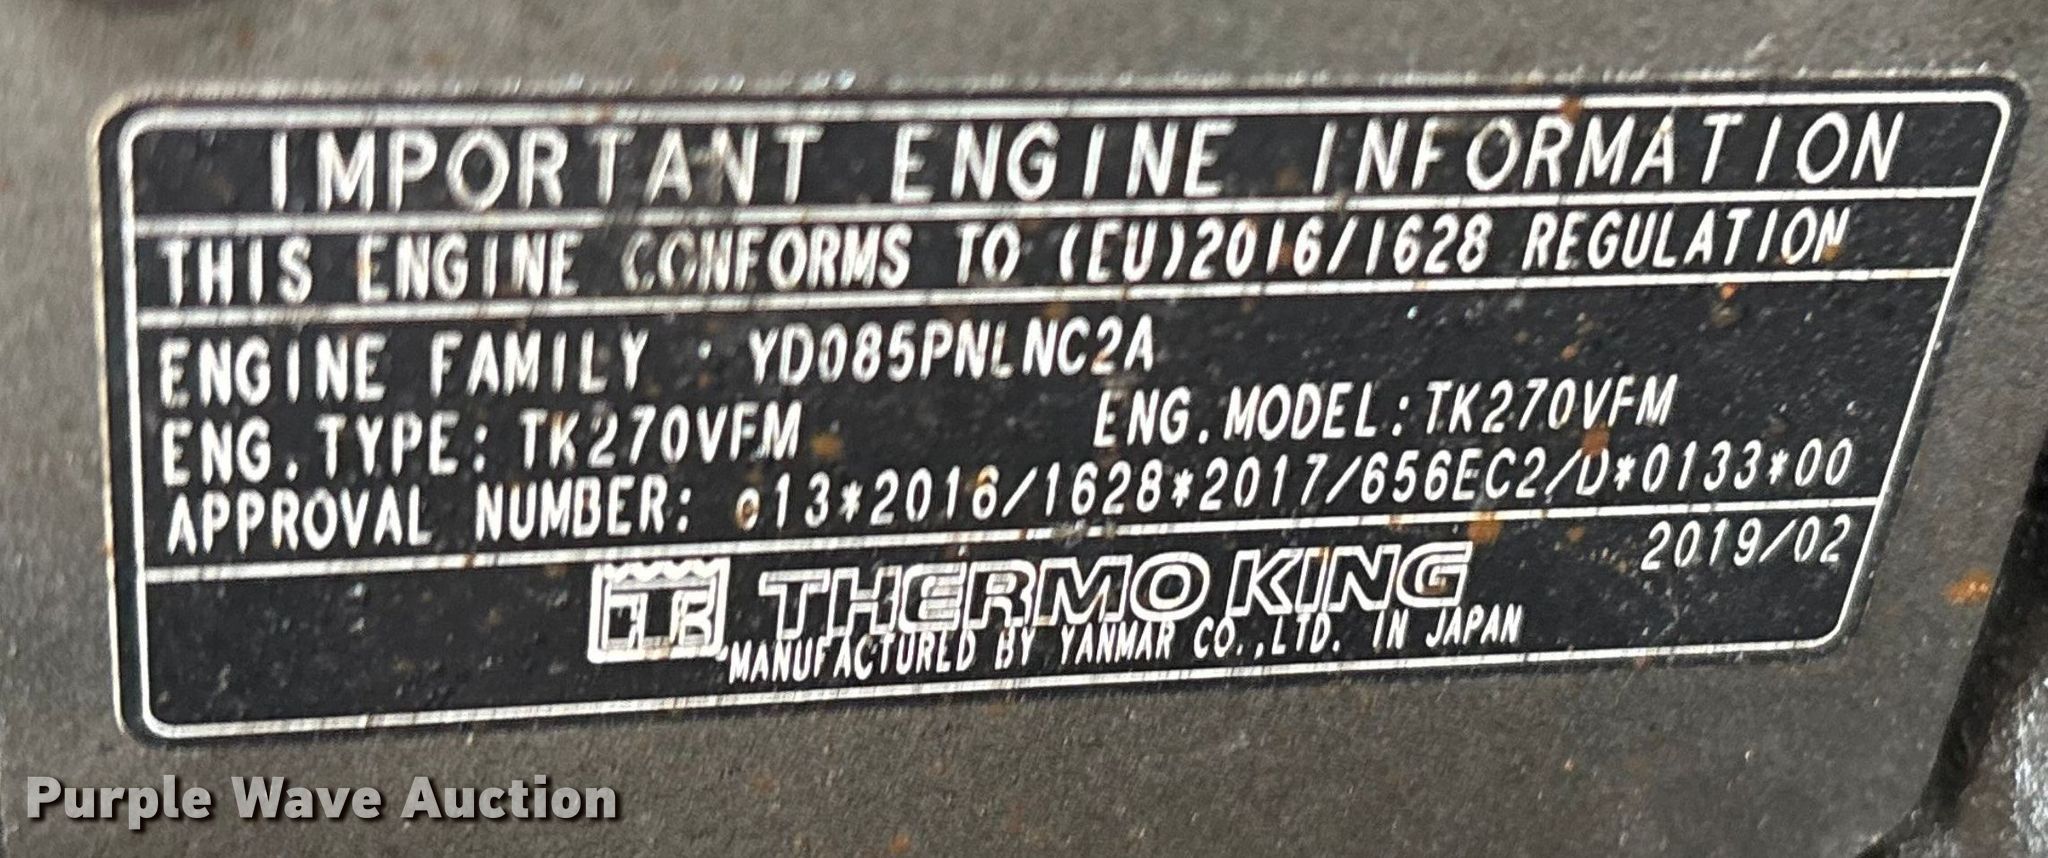 IMPORTANT ENGINE INFORMATION
THIS ENGINE CONFORMS TO (EU)2016/1628 REGULATION
ENGINE FAMILY : YD085PNLNC2A
ENG.TYPE: TK270VFM ENG.MODEL:TK270VFM
APPROVAL NUMBER: e13*2016/1628*2017/656EC2/D*0133*00
2019/02
TK THERMO KING
MANUFACTURED BY YANMAR CO.,LTD. IN JAPAN
Purple Wave Auction